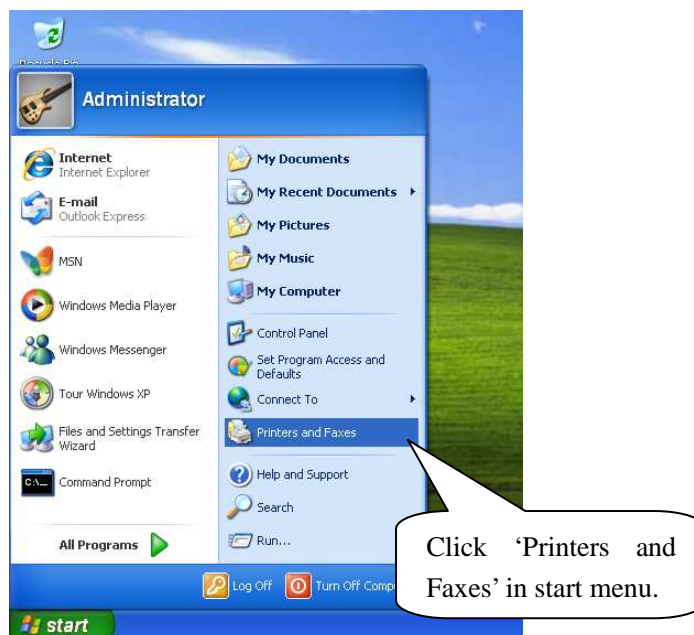 Administrator
Internet
Internet Explorer
E-mail
Outlook Express
MSN
Windows Media Player
Windows Messenger
Tour Windows XP
Files and Settings Transfer
Wizard
C:\_
Command Prompt
All Programs
My Documents
My Recent Documents
My Pictures
My Music
My Computer
Control Panel
Set Program Access and
Defaults
Connect To
Printers and Faxes
Help and Support
Search
Run...
Log Off
Turn Off
start
Click ‘Printers and
Faxes’ in start menu.